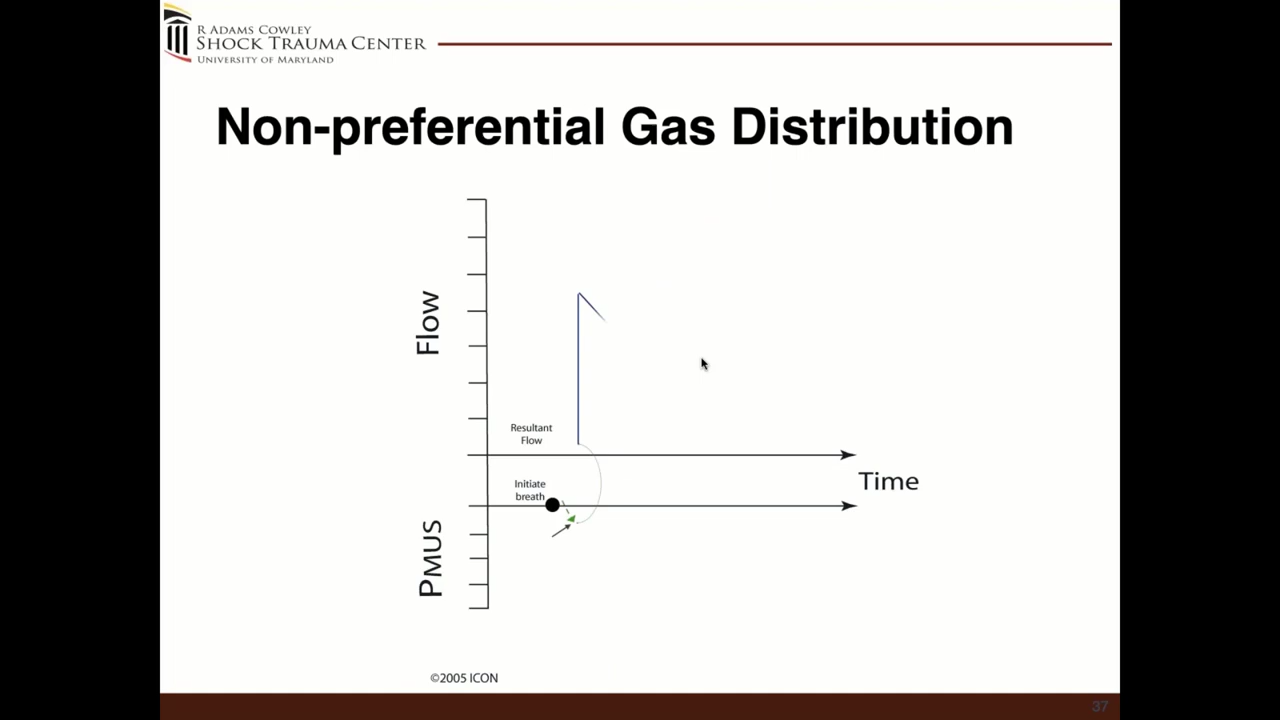 R ADAMS COWLEY
SHOCK TRAUMA CENTER
UNIVERSITY OF MARYLAND
Non-preferential Gas Distribution
Flow
Resultant
Flow
Initiate
breath
Time
PMUS
©2005 ICON
37